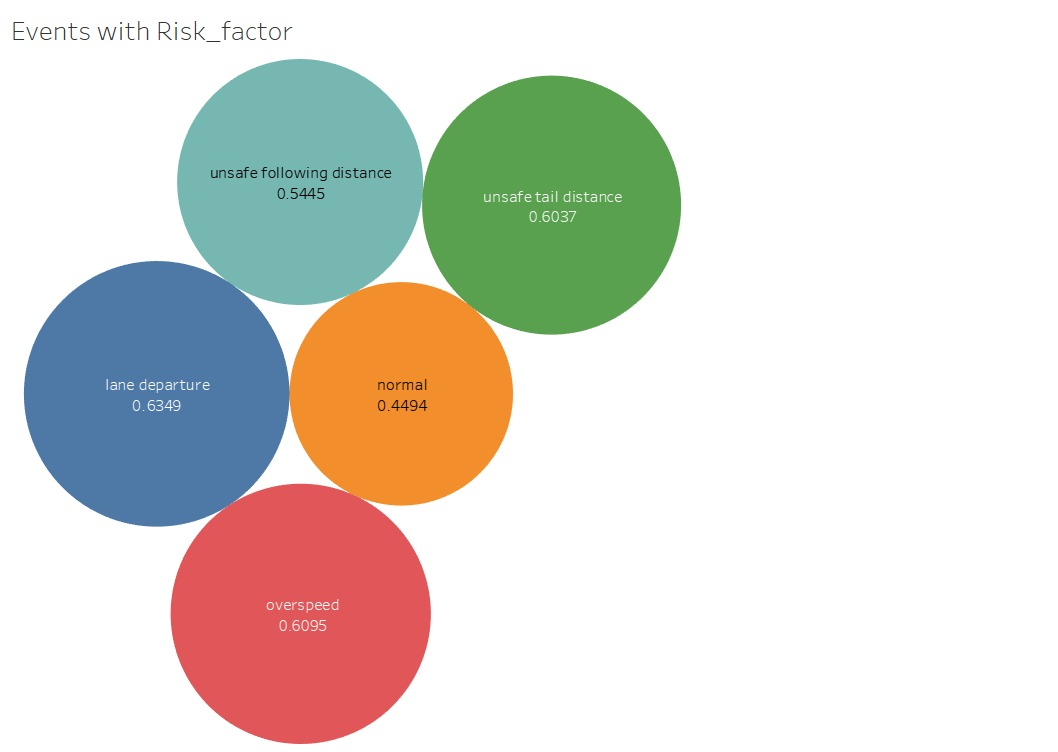 Events with Risk_factor
unsafe following distance
0.5445
unsafe tail distance
0.6037
lane departure
0.6349
normal
0.4494
overspeed
0.6095